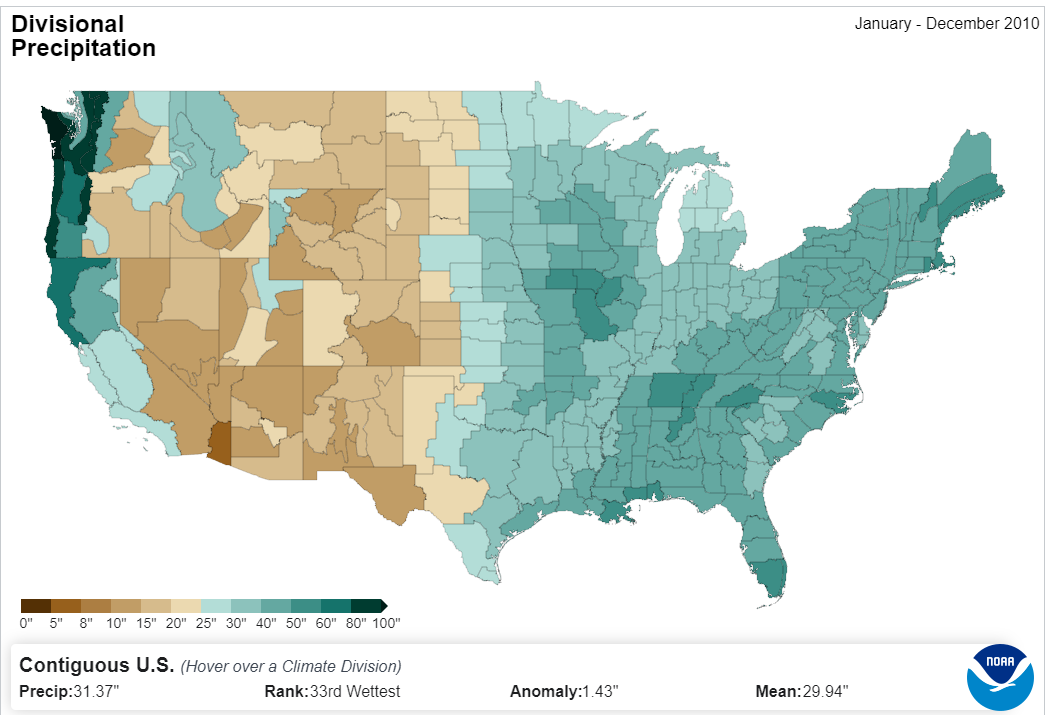 Divisional
Precipitation
January - December 2010
0" 5" 8" 10" 15" 20" 25" 30" 40" 50" 60" 80" 100"
Contiguous U.S. (Hover over a Climate Division)
Precip:31.37" Rank:33rd Wettest Anomaly:1.43" Mean:29.94"
NOAA